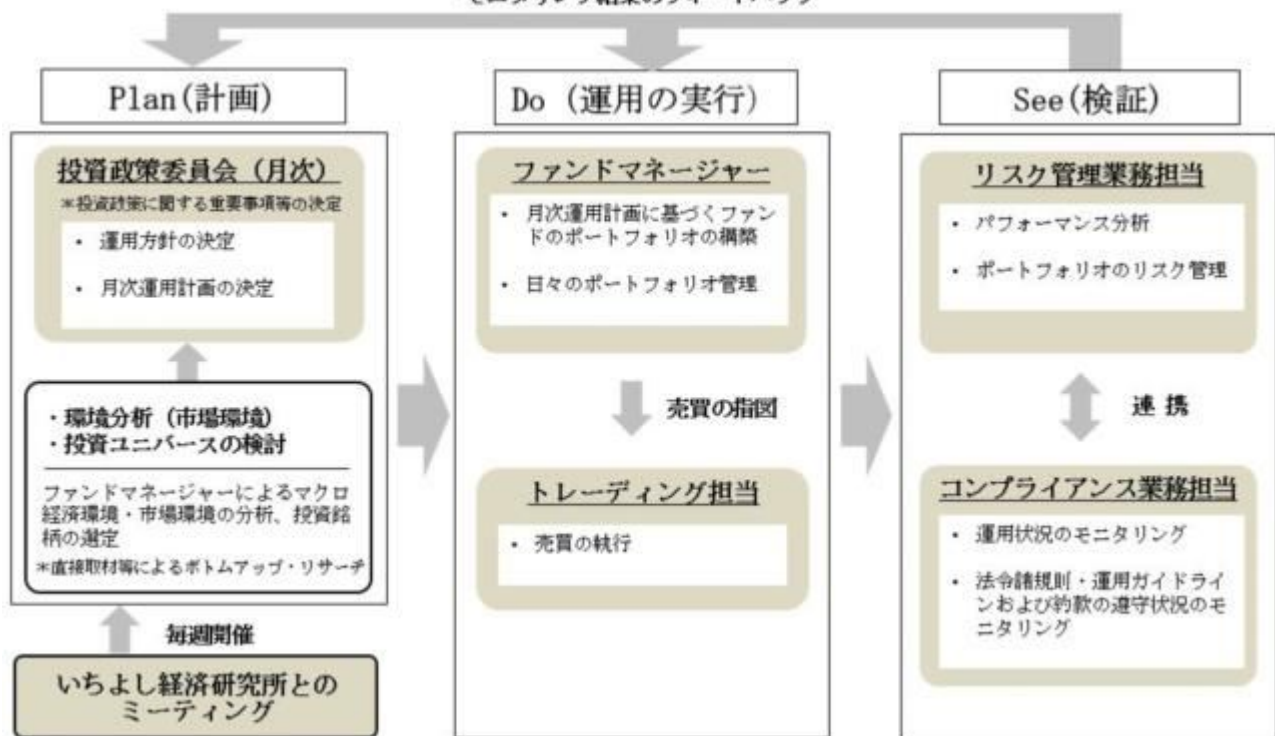 Plan(計画)
投資政策委員会（月次）
＊投資政策に関する重要事項等の決定
・ 運用方針の決定
・ 月次運用計画の決定
・環境分析（市場環境）
・投資ユニバースの検討
ファンドマネージャーによるマクロ
経済環境・市場環境の分析、投資銘
柄の選定
＊直接取材等によるボトムアップ・リサーチ
毎週開催
いちよし経済研究所との
ミーティング
Do（運用の実行）
ファンドマネージャー
・ 月次運用計画に基づくファン
ドのポートフォリオの構築
・ 日々のポートフォリオ管理
売買の指図
トレーディング担当
・ 売買の執行
See(検証)
リスク管理業務担当
・ パフォーマンス分析
・ ポートフォリオのリスク管理
連 携
コンプライアンス業務担当
・ 運用状況のモニタリング
・ 法令諸規則・運用ガイドライ
ンおよび約款の遵守状況のモ
ニタリング